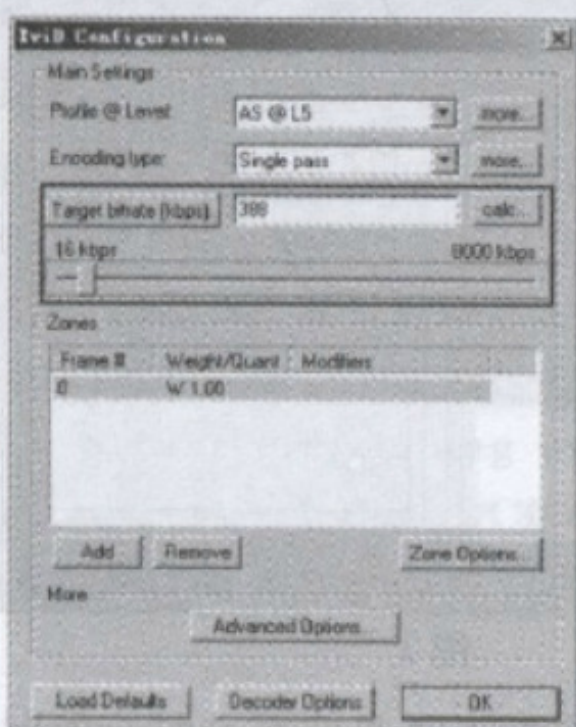 XviD Configuration
Main Settings
Profile @ Level: AS @ L5 more...
Encoding type: Single pass more...
Target bitrate (kbps): 388 calc...
16 kbps 8000 kbps
Zones
Frame # Weight/Quant Modifiers
0 W 1.00
Add Remove Zone Options...
More
Advanced Options...
Load Defaults Decoder Options OK